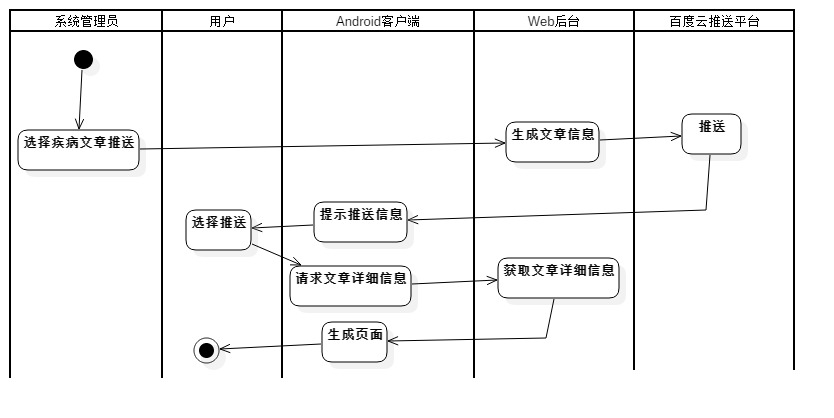 系统管理员
用户
Android客户端
Web后台
百度云推送平台
选择疾病文章推送
生成文章信息
推送
选择推送
提示推送信息
请求文章详细信息
获取文章详细信息
生成页面